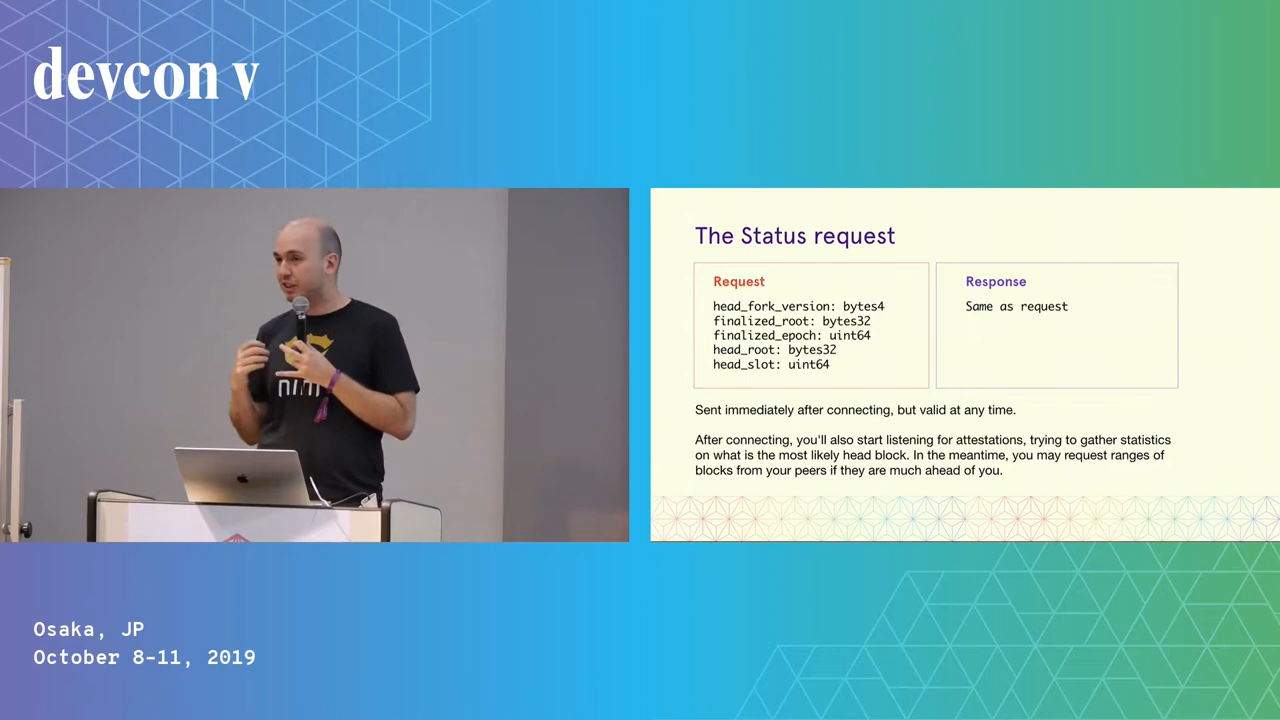 devcon v
The Status request
Request
head_fork_version: bytes4
finalized_root: bytes32
finalized_epoch: uint64
head_root: bytes32
head_slot: uint64
Response
Same as request
Sent immediately after connecting, but valid at any time.
After connecting, you'll also start listening for attestations, trying to gather statistics
on what is the most likely head block. In the meantime, you may request ranges of
blocks from your peers if they are much ahead of you.
Osaka, JP
October 8-11, 2019